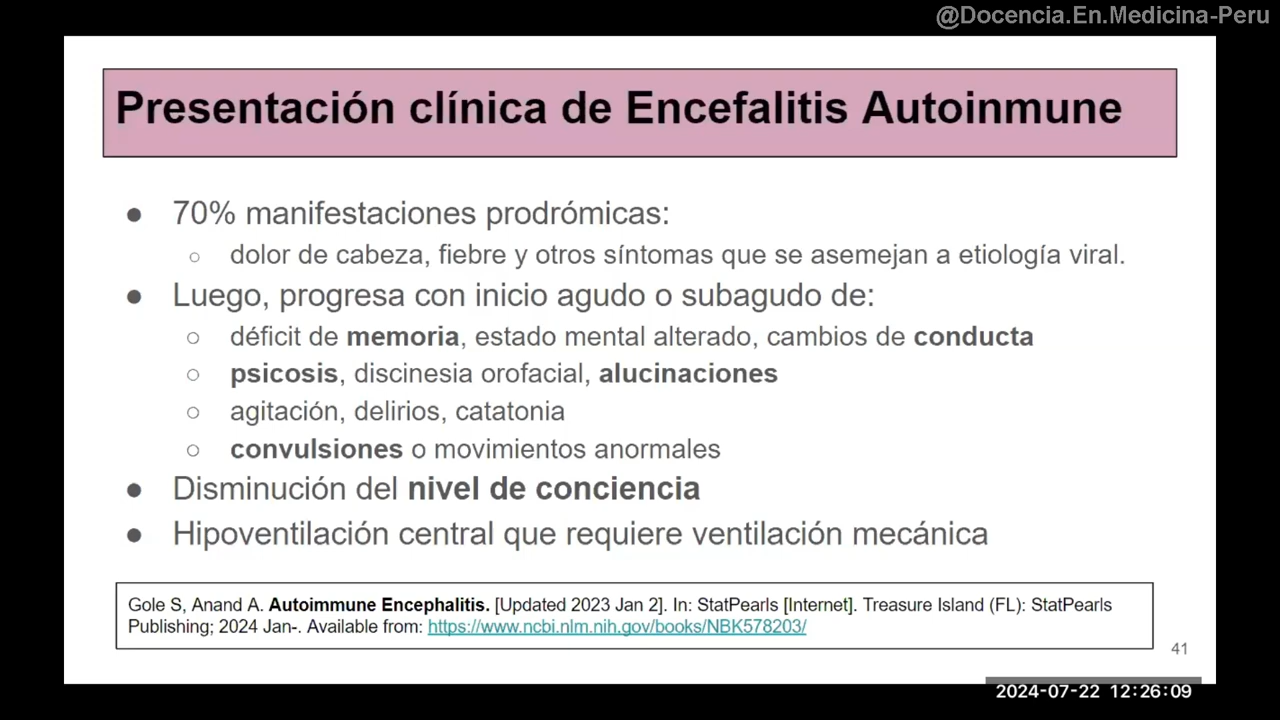 @Docencia.En.Medicina-Peru
Presentación clínica de Encefalitis Autoinmune
● 70% manifestaciones prodrómicas:
○ dolor de cabeza, fiebre y otros síntomas que se asemejan a etiología viral.
● Luego, progresa con inicio agudo o subagudo de:
○ déficit de memoria, estado mental alterado, cambios de conducta
○ psicosis, discinesia orofacial, alucinaciones
○ agitación, delirios, catatonia
○ convulsiones o movimientos anormales
● Disminución del nivel de conciencia
● Hipoventilación central que requiere ventilación mecánica
Gole S, Anand A. Autoimmune Encephalitis. [Updated 2023 Jan 2]. In: StatPearls [Internet]. Treasure Island (FL): StatPearls
Publishing; 2024 Jan-. Available from: https://www.ncbi.nlm.nih.gov/books/NBK578203/
41
2024-07-22 12:26:09